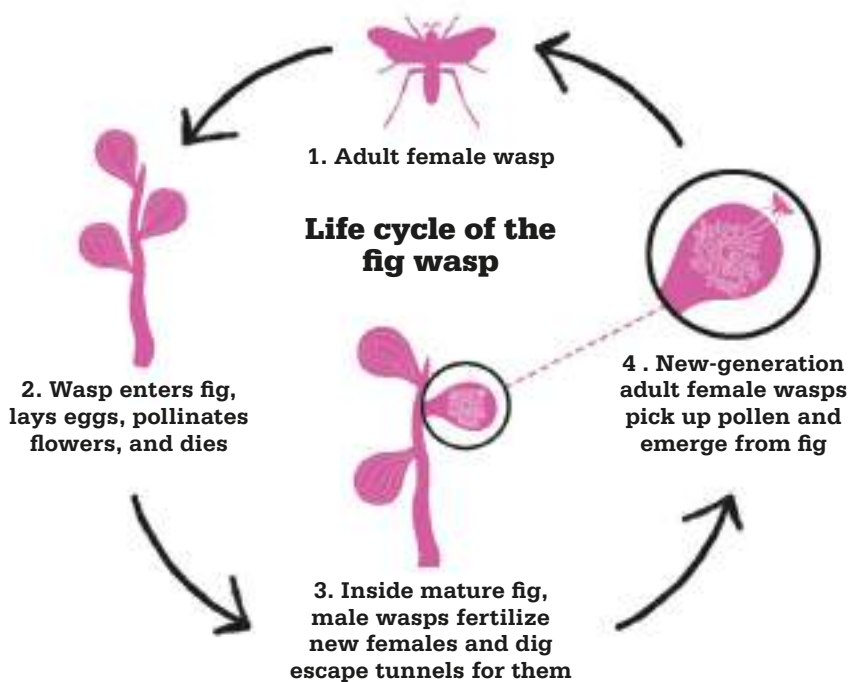 1. Adult female wasp
Life cycle of the
fig wasp
2. Wasp enters fig,
lays eggs, pollinates
flowers, and dies
3. Inside mature fig,
male wasps fertilize
new females and dig
escape tunnels for them
4 . New-generation
adult female wasps
pick up pollen and
emerge from fig